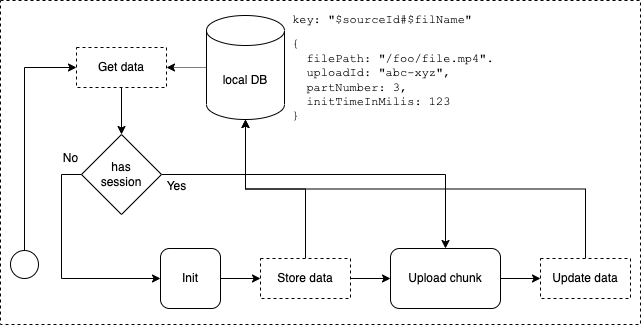 key: "$sourceId#$filName"
{
filePath: "/foo/file.mp4".
uploadId: "abc-xyz",
partNumber: 3,
initTimeInMilis: 123
}
Get data
local DB
No
has
session
Yes
Init
Store data
Upload chunk
Update data